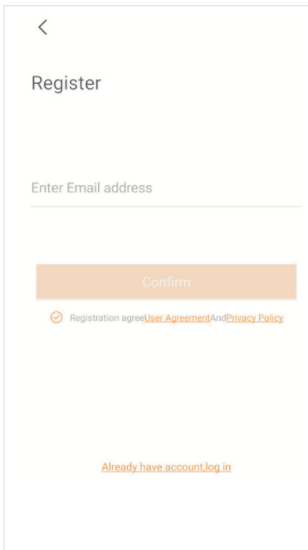 Register
Enter Email address
Confirm
Registration agreeUser AgreementAndPrivacy Policy
Already have account,log in